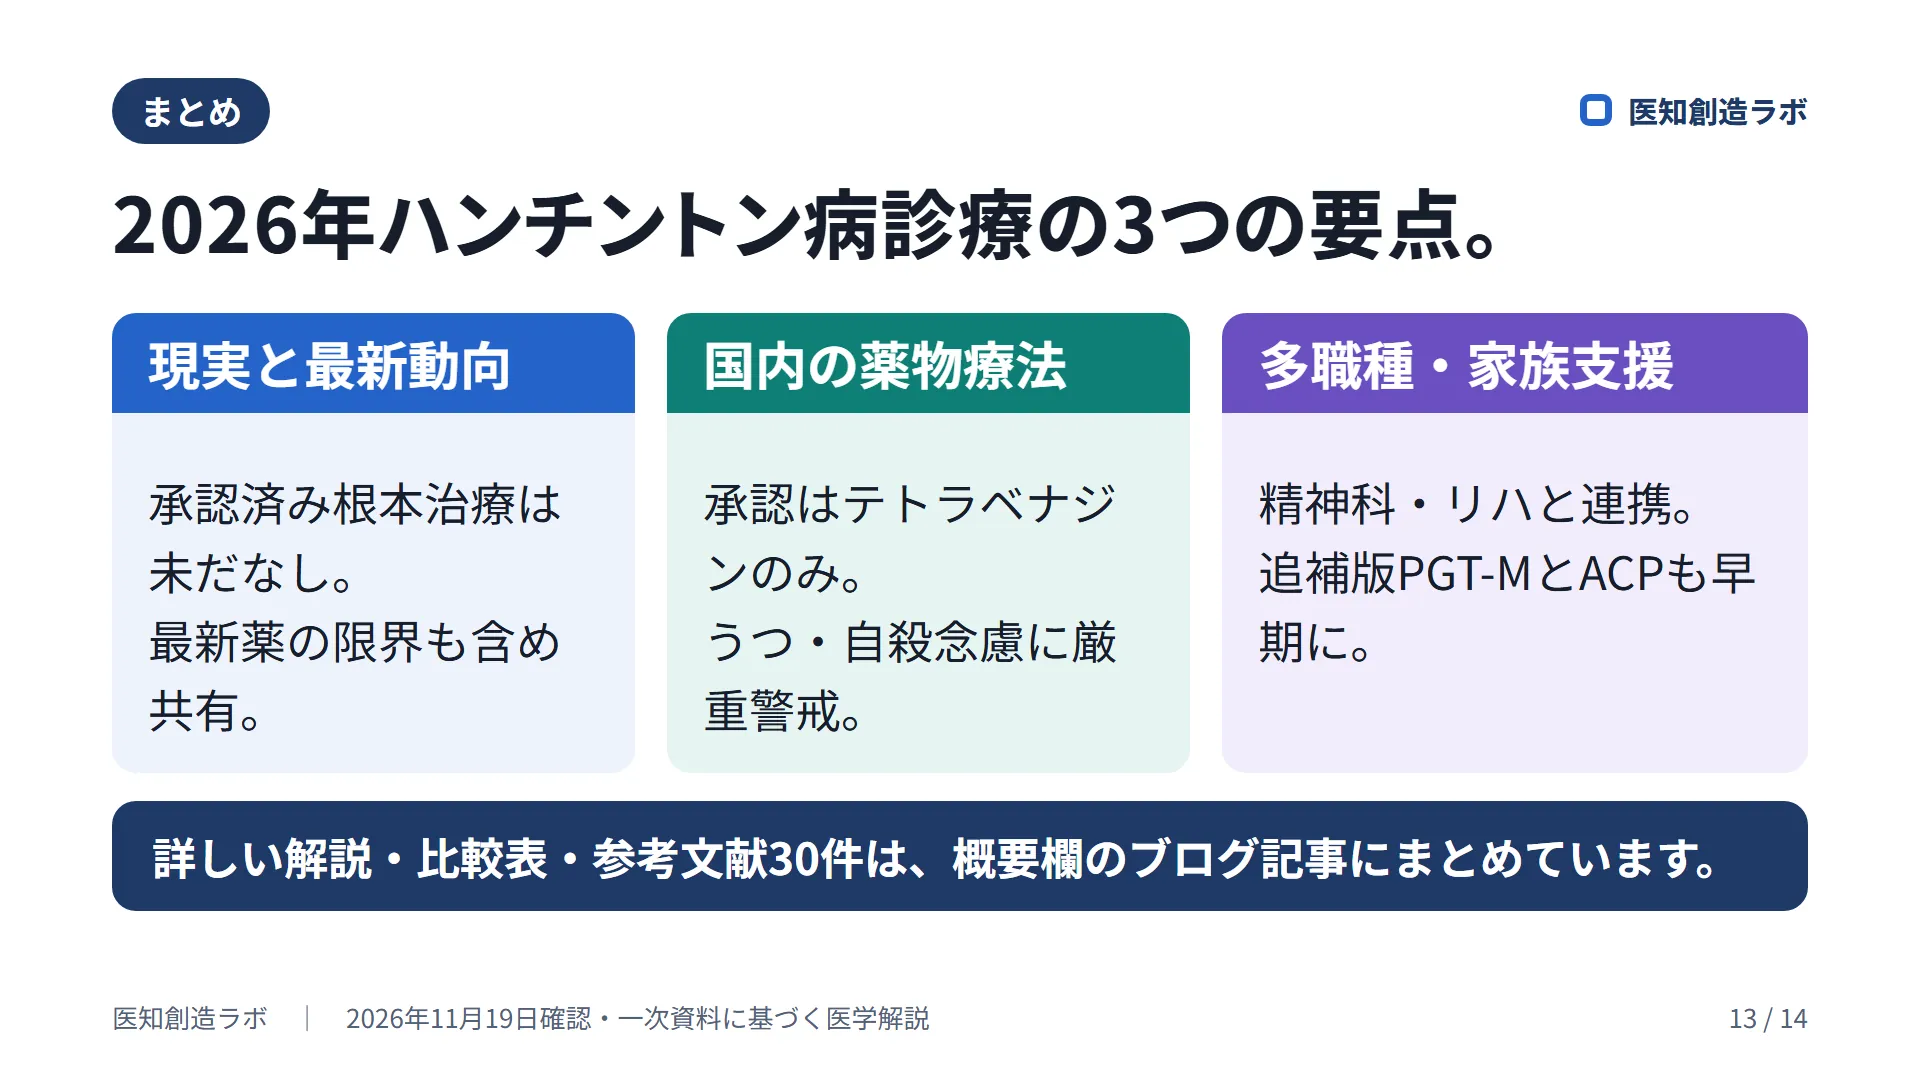 まとめ
医知創造ラボ
2026年ハンチントン病診療の3つの要点。
現実と最新動向
承認済み根本治療は
未だなし。
最新薬の限界も含め
共有。
国内の薬物療法
承認はテトラベナジ
ンのみ。
うつ・自殺念慮に厳
重警戒。
多職種・家族支援
精神科・リハと連携。
追補版PGT-MとACPも早
期に。
詳しい解説・比較表・参考文献30件は、概要欄のブログ記事にまとめています。
医知創造ラボ ｜ 2026年11月19日確認・一次資料に基づく医学解説
13 / 14